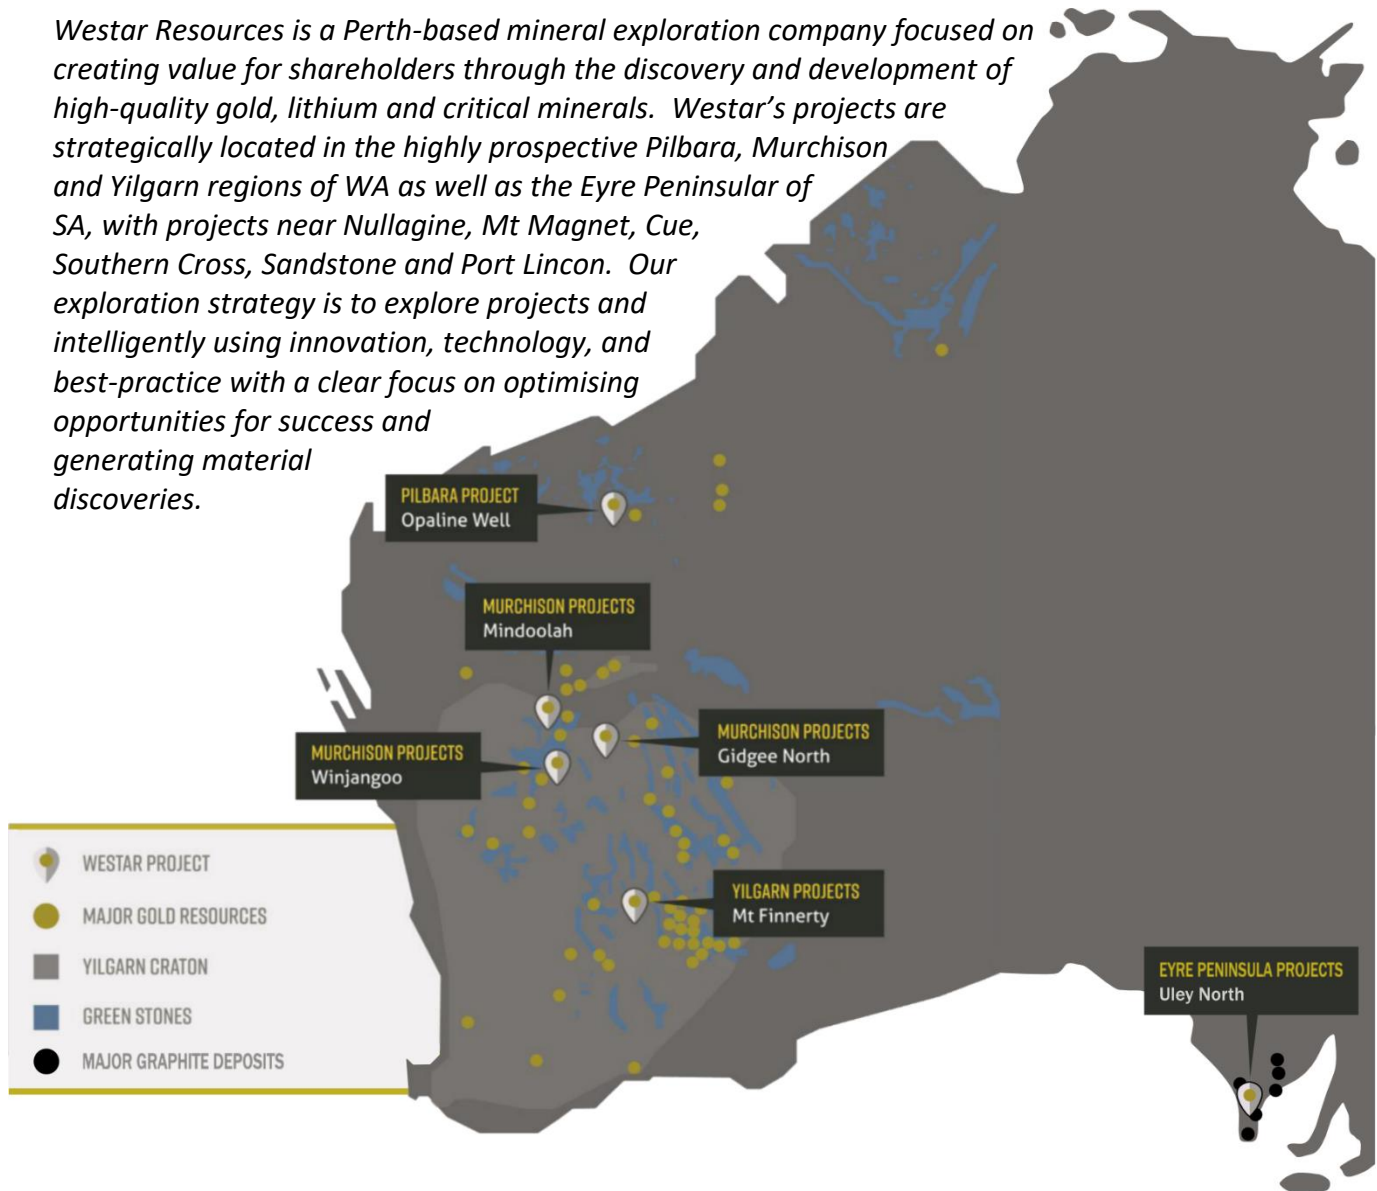 Westar Resources is a Perth-based mineral exploration company focused on
creating value for shareholders through the discovery and development of
high-quality gold, lithium and critical minerals.  Westar’s projects are
strategically located in the highly prospective Pilbara, Murchison
and Yilgarn regions of WA as well as the Eyre Peninsular of
SA, with projects near Nullagine, Mt Magnet, Cue,
Southern Cross, Sandstone and Port Lincon.  Our
exploration strategy is to explore projects and
intelligently using innovation, technology, and
best-practice with a clear focus on optimising
opportunities for success and
generating material
discoveries.
PILBARA PROJECT
Opaline Well
MURCHISON PROJECTS
Mindoolah
MURCHISON PROJECTS
Gidgee North
MURCHISON PROJECTS
Winjangoo
YILGARN PROJECTS
Mt Finnerty
EYRE PENINSULA PROJECTS
Uley North
WESTAR PROJECT
MAJOR GOLD RESOURCES
YILGARN CRATON
GREEN STONES
MAJOR GRAPHITE DEPOSITS